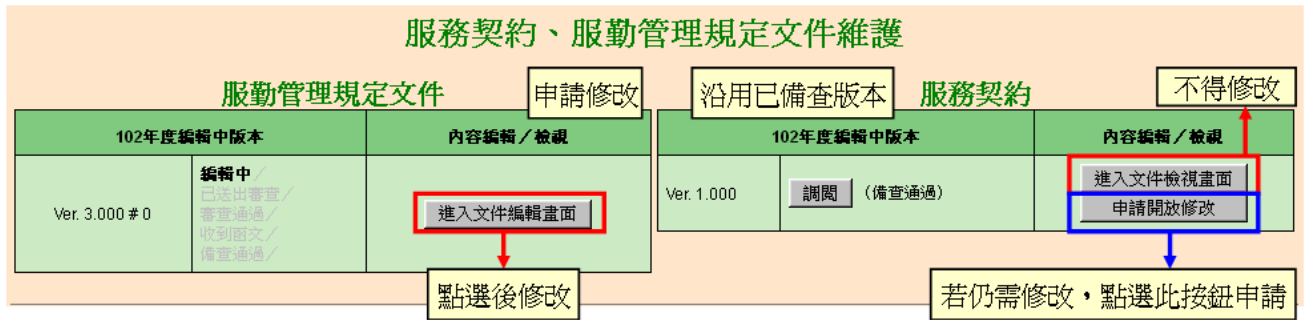 服務契約、服勤管理規定文件維護
服勤管理規定文件
申請修改
102年度編輯中版本
內容編輯／檢視
Ver. 3.000 # 0
編輯中／
已送出審查／
審查通過／
收到函文／
備查通過／
進入文件編輯畫面
點選後修改
沿用已備查版本
服務契約
不得修改
102年度編輯中版本
內容編輯／檢視
Ver. 1.000
調閱
（備查通過）
進入文件檢視畫面
申請開放修改
若仍需修改，點選此按鈕申請